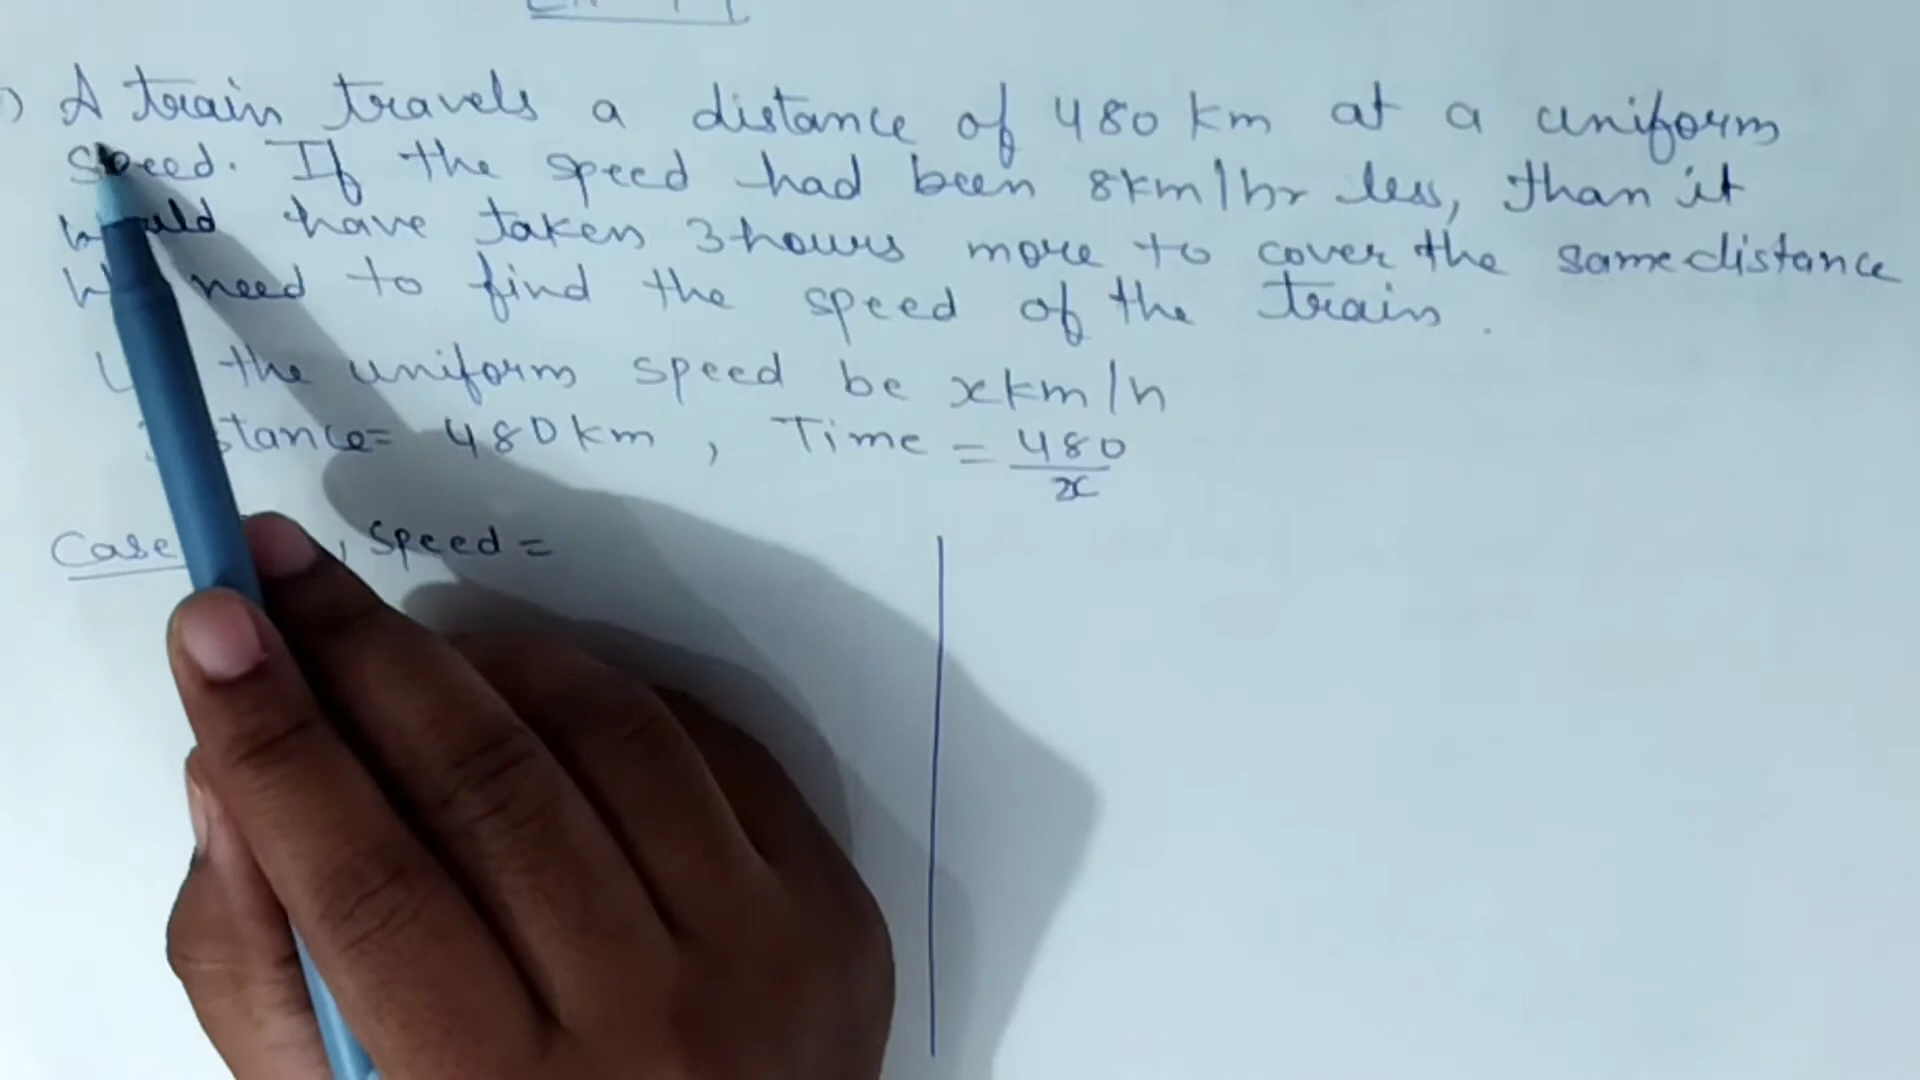 A train travels a distance of 480 km at a uniform
speed. If the speed had been 8km/hr less, than it
have taken 3 hours more to cover the same distance
need to find the speed of the train.
the uniform speed be x km/h
= 480 km, Time = 480/x
Case , Speed =